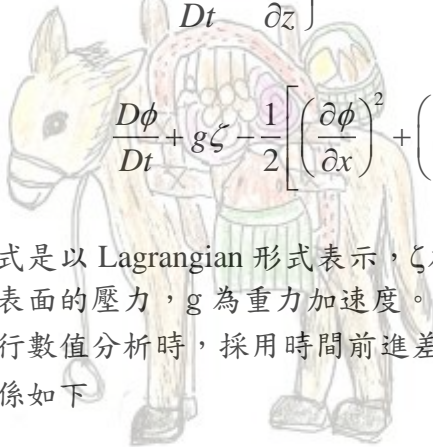 Dt ∂z }
Dφ/Dt + gζ − 1/2 [ (∂φ/∂x)² + (
式是以 Lagrangian 形式表示，ζ
表面的壓力，g 為重力加速度。
行數值分析時，採用時間前進差
係如下